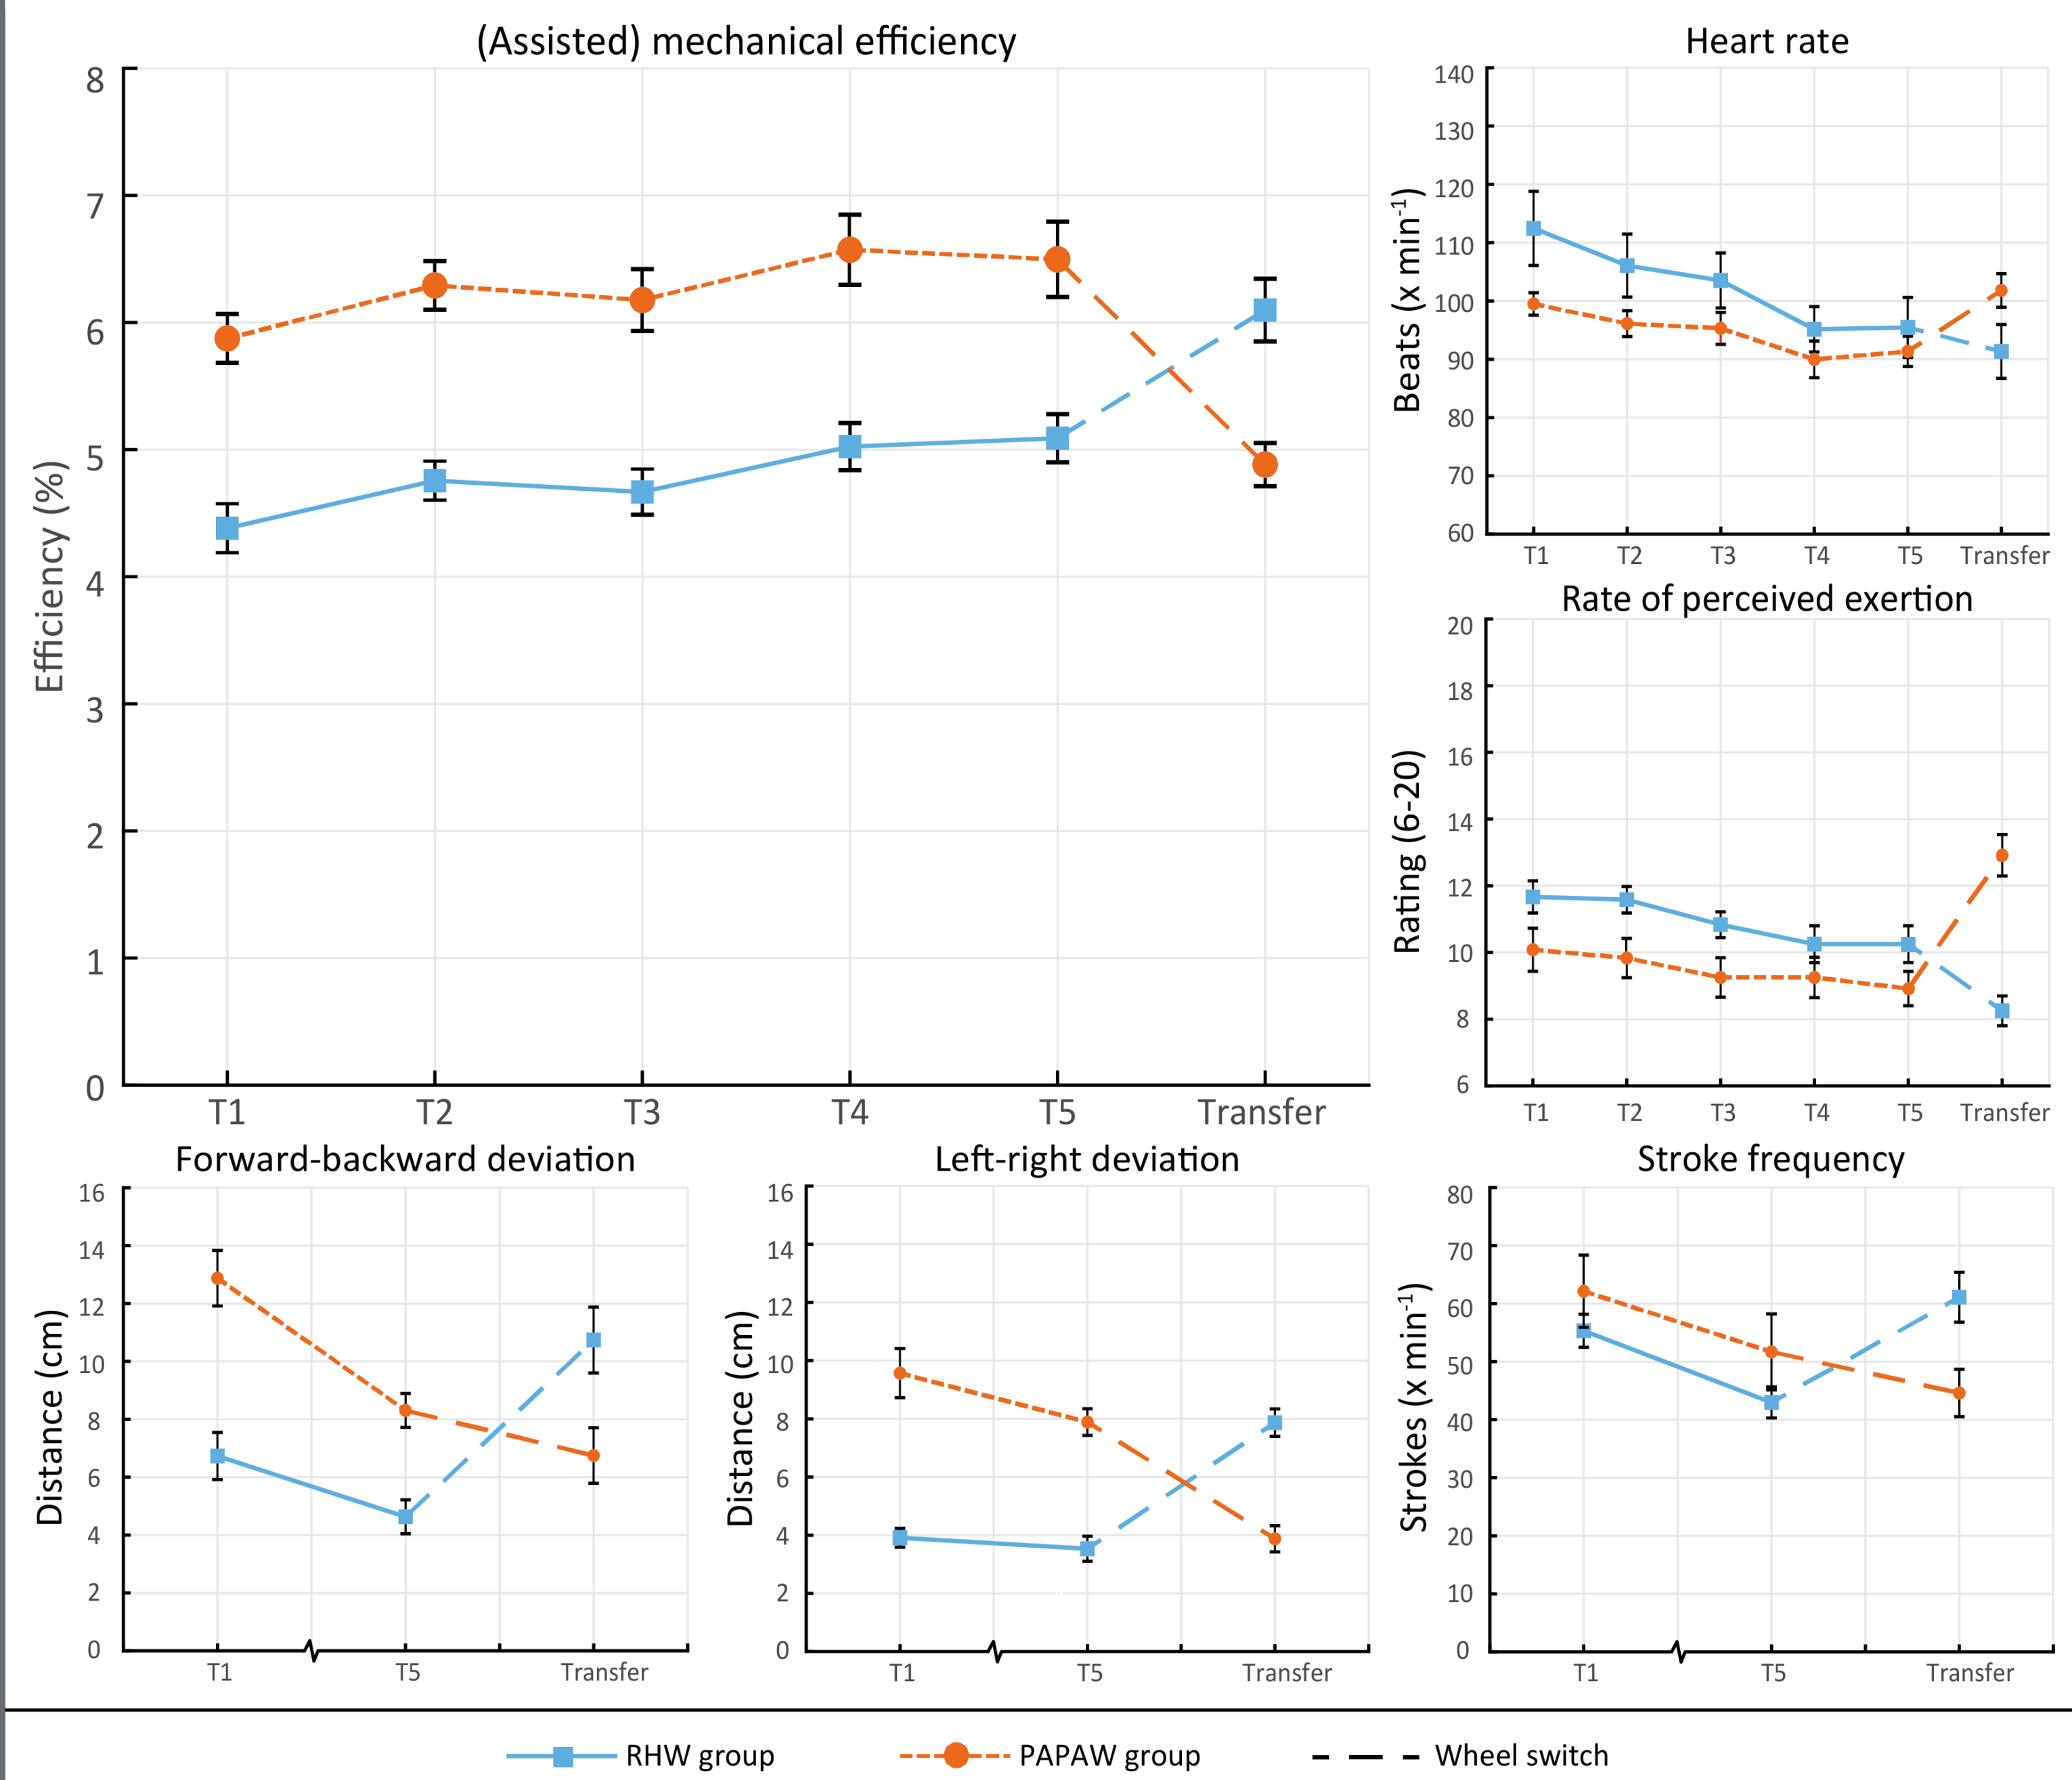 (Assisted) mechanical efficiency
Efficiency (%)
8
7
6
5
4
3
2
1
0
T1 T2 T3 T4 T5 Transfer
Heart rate
Beats (x min-1)
140
130
120
110
100
90
80
70
60
T1 T2 T3 T4 T5 Transfer
Rate of perceived exertion
Rating (6-20)
20
18
16
14
12
10
8
6
T1 T2 T3 T4 T5 Transfer
Forward-backward deviation
Distance (cm)
16
14
12
10
8
6
4
2
0
T1 T5 Transfer
Left-right deviation
Distance (cm)
16
14
12
10
8
6
4
2
0
T1 T5 Transfer
Stroke frequency
Strokes (x min-1)
80
70
60
50
40
30
20
10
0
T1 T5 Transfer
RHW group PAPAW group Wheel switch